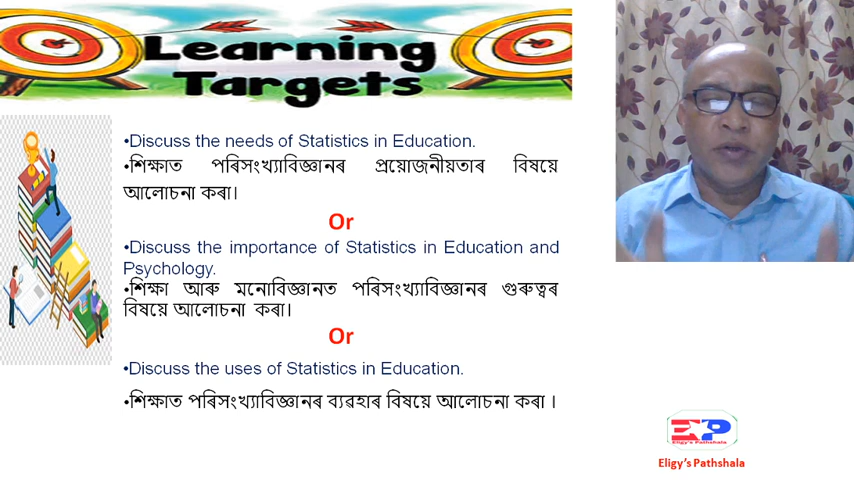 Learning
Targets
•Discuss the needs of Statistics in Education.
•শিক্ষাত পৰিসংখ্যাবিজ্ঞানৰ প্ৰয়োজনীয়তাৰ বিষয়ে
আলোচনা কৰা।
Or
•Discuss the importance of Statistics in Education and
Psychology.
•শিক্ষা আৰু মনোবিজ্ঞানত পৰিসংখ্যাবিজ্ঞানৰ গুৰুত্বৰ
বিষয়ে আলোচনা কৰা।
Or
•Discuss the uses of Statistics in Education.
•শিক্ষাত পৰিসংখ্যাবিজ্ঞানৰ ব্যৱহাৰ বিষয়ে আলোচনা কৰা ।
EP
Eligy's Pathshala
Eligy's Pathshala